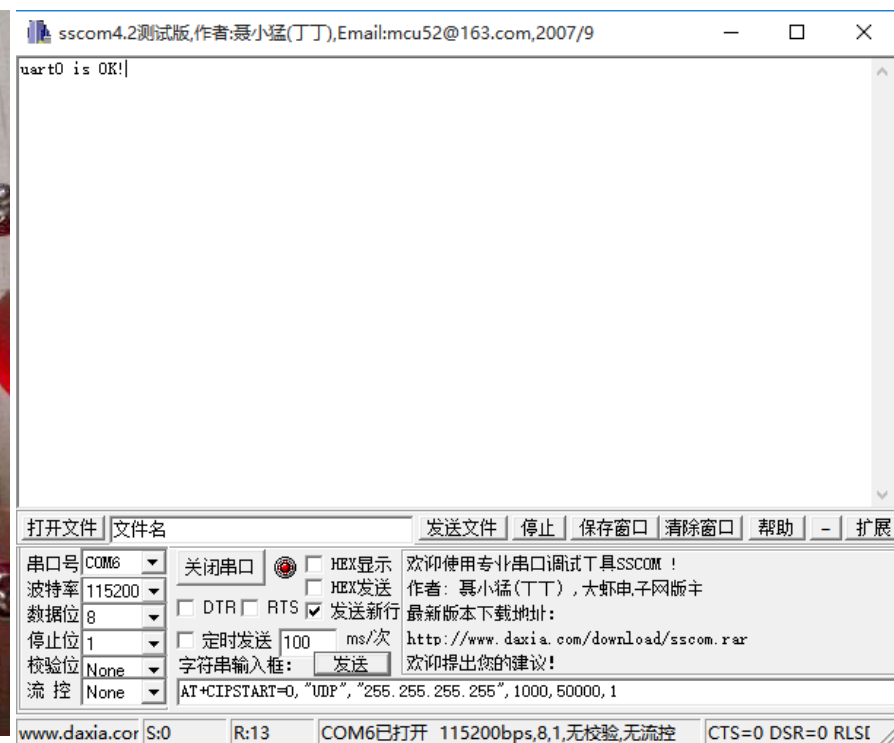 sscom4.2测试版,作者:聂小猛(丁丁),Email:mcu52@163.com,2007/9
uart0 is OK!
打开文件 文件名 发送文件 停止 保存窗口 清除窗口 帮助 - 扩展
串口号 COM6 关闭串口 HEX显示
波特率 115200 HEX发送
数据位 8 DTR RTS 发送新行
停止位 1 定时发送 100 ms/次
校验位 None 字符串输入框: 发送
流 控 None AT+CIPSTART=0,"UDP","255.255.255.255",1000,50000,1
欢迎使用专业串口调试工具SSCOM !
作者: 聂小猛(丁丁),大虾电子网版主
最新版本下载地址:
http://www.daxia.com/download/sscom.rar
欢迎提出您的建议!
www.daxia.cor S:0 R:13 COM6已打开 115200bps,8,1,无校验,无流控 CTS=0 DSR=0 RLSI